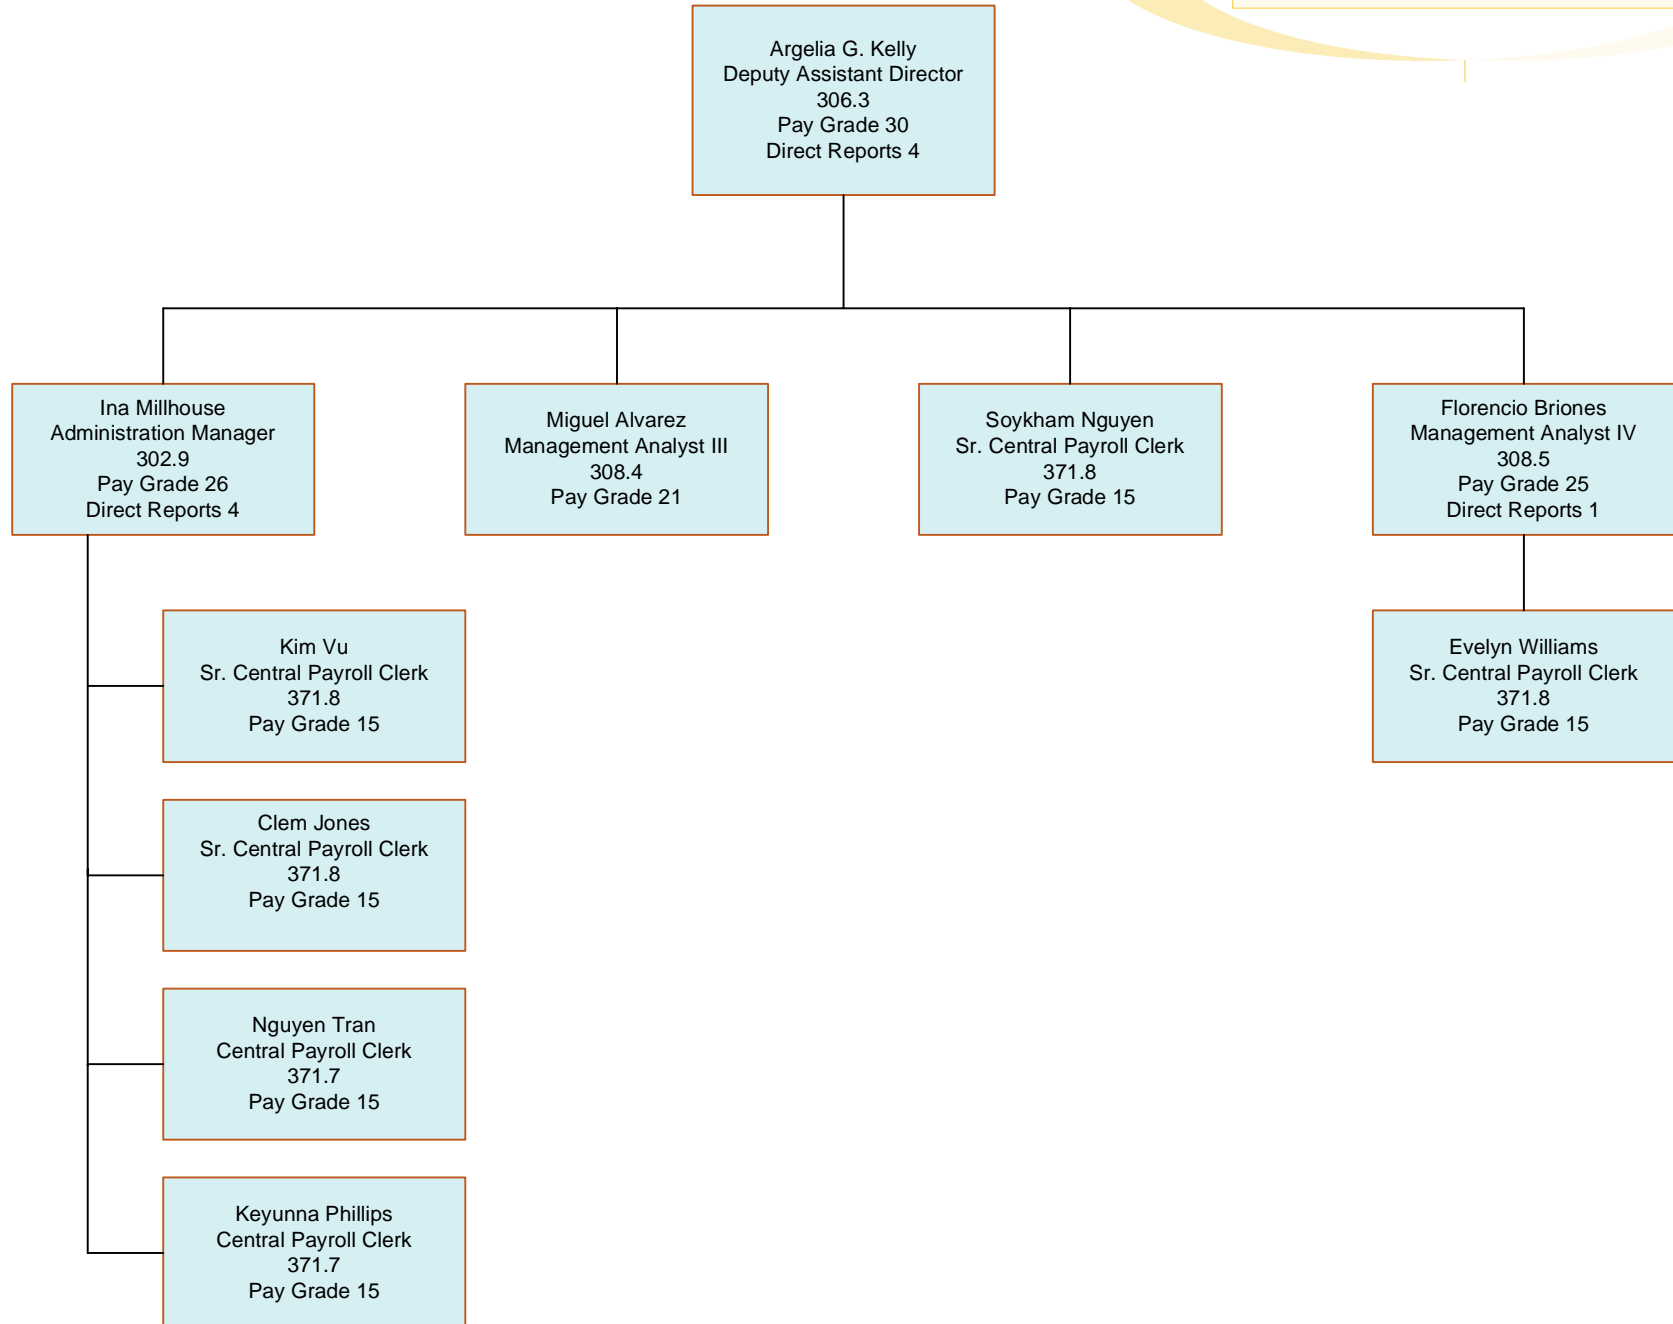 Argelia G. Kelly
Deputy Assistant Director
306.3
Pay Grade 30
Direct Reports 4
Ina Millhouse
Administration Manager
302.9
Pay Grade 26
Direct Reports 4
Miguel Alvarez
Management Analyst III
308.4
Pay Grade 21
Soykham Nguyen
Sr. Central Payroll Clerk
371.8
Pay Grade 15
Florencio Briones
Management Analyst IV
308.5
Pay Grade 25
Direct Reports 1
Kim Vu
Sr. Central Payroll Clerk
371.8
Pay Grade 15
Evelyn Williams
Sr. Central Payroll Clerk
371.8
Pay Grade 15
Clem Jones
Sr. Central Payroll Clerk
371.8
Pay Grade 15
Nguyen Tran
Central Payroll Clerk
371.7
Pay Grade 15
Keyunna Phillips
Central Payroll Clerk
371.7
Pay Grade 15